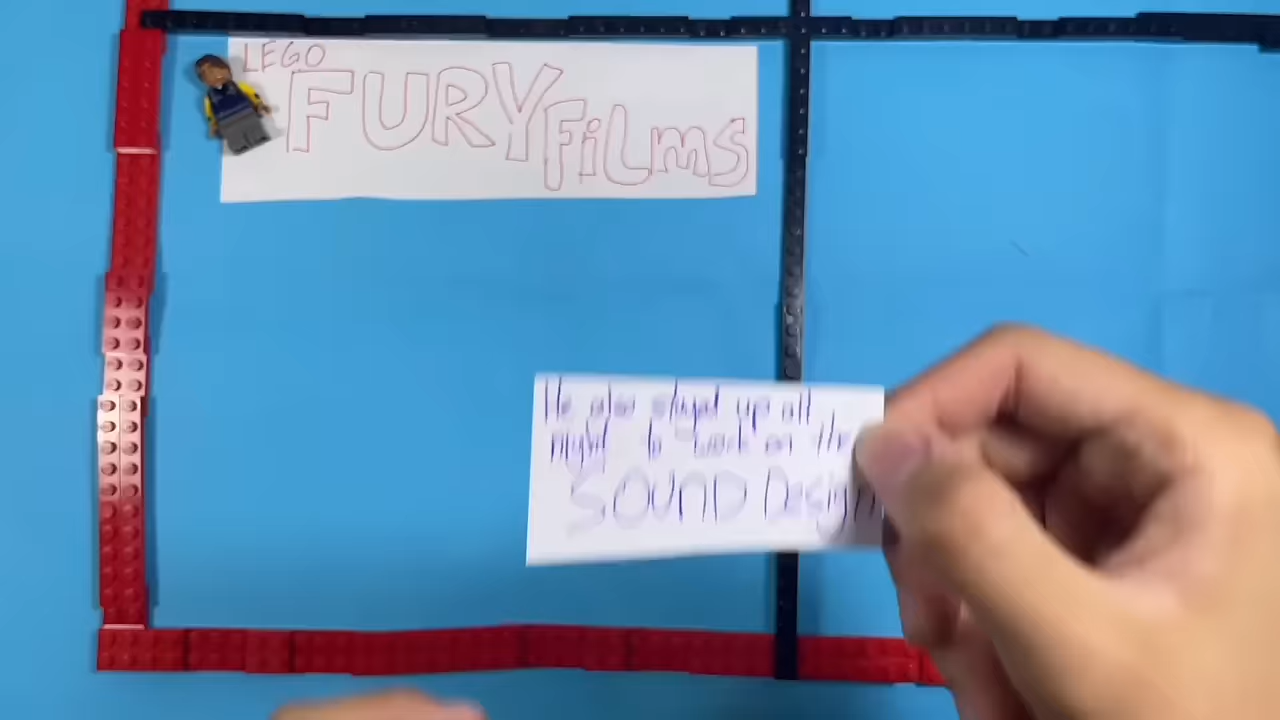 LEGO
FURY FiLmS
He also stayed up all
night to work on the
SOUND Design